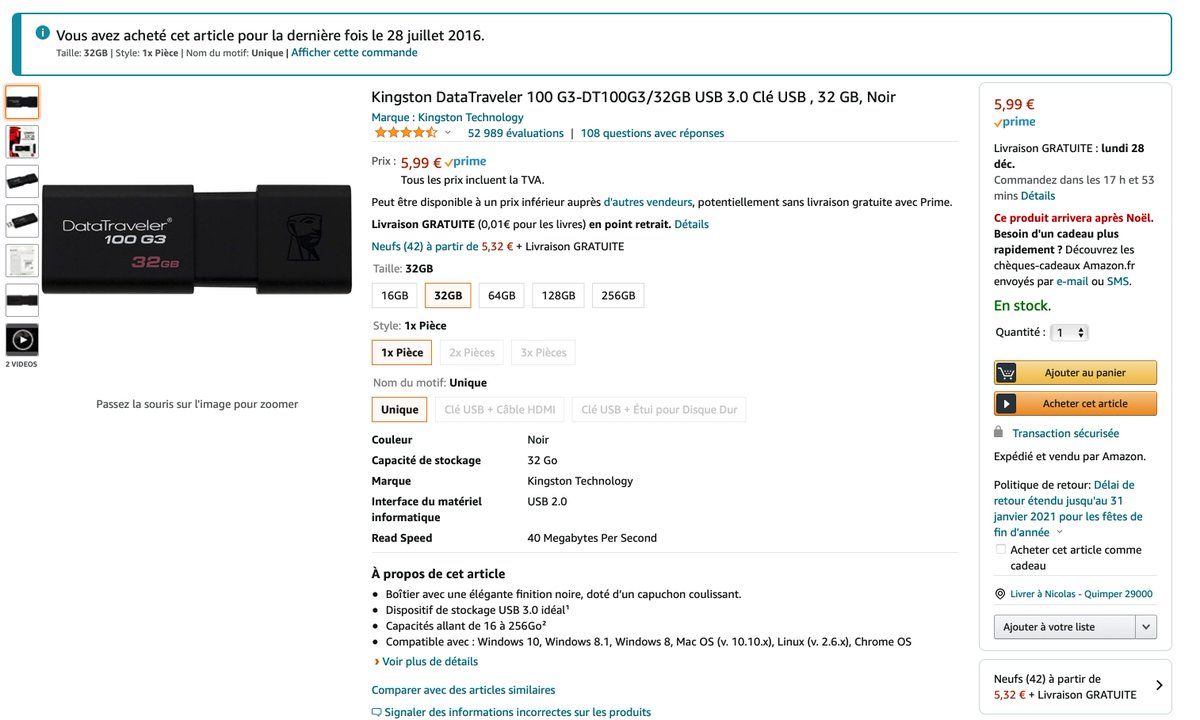 Vous avez acheté cet article pour la dernière fois le 28 juillet 2016.
Taille: 32GB | Style: 1x Pièce | Nom du motif: Unique | Afficher cette commande
Kingston DataTraveler 100 G3-DT100G3/32GB USB 3.0 Clé USB , 32 GB, Noir
Marque : Kingston Technology
52 989 évaluations | 108 questions avec réponses
Prix : 5,99 € prime
Tous les prix incluent la TVA.
Peut être disponible à un prix inférieur auprès d'autres vendeurs, potentiellement sans livraison gratuite avec Prime.
Livraison GRATUITE (0,01€ pour les livres) en point retrait. Détails
Neufs (42) à partir de 5,32 € + Livraison GRATUITE
Taille: 32GB
16GB 32GB 64GB 128GB 256GB
Style: 1x Pièce
1x Pièce 2x Pièces 3x Pièces
Nom du motif: Unique
Unique Clé USB + Câble HDMI Clé USB + Étui pour Disque Dur
Couleur Noir
Capacité de stockage 32 Go
Marque Kingston Technology
Interface du matériel USB 2.0
informatique
Read Speed 40 Megabytes Per Second
À propos de cet article
• Boîtier avec une élégante finition noire, doté d’un capuchon coulissant.
• Dispositif de stockage USB 3.0 idéal¹
• Capacités allant de 16 à 256Go²
• Compatible avec : Windows 10, Windows 8.1, Windows 8, Mac OS (v. 10.10.x), Linux (v. 2.6.x), Chrome OS
› Voir plus de détails
Comparer avec des articles similaires
Signaler des informations incorrectes sur les produits
DataTraveler®
100 G3
32GB
2 VIDEOS
Passez la souris sur l'image pour zoomer
5,99 €
prime
Livraison GRATUITE : lundi 28
déc.
Commandez dans les 17 h et 53
mins Détails
Ce produit arrivera après Noël.
Besoin d'un cadeau plus
rapidement ? Découvrez les
chèques-cadeaux Amazon.fr
envoyés par e-mail ou SMS.
En stock.
Quantité : 1
Ajouter au panier
Acheter cet article
Transaction sécurisée
Expédié et vendu par Amazon.
Politique de retour: Délai de
retour étendu jusqu'au 31
janvier 2021 pour les fêtes de
fin d'année
Acheter cet article comme
cadeau
Livrer à Nicolas - Quimper 29000
Ajouter à votre liste
Neufs (42) à partir de
5,32 € + Livraison GRATUITE